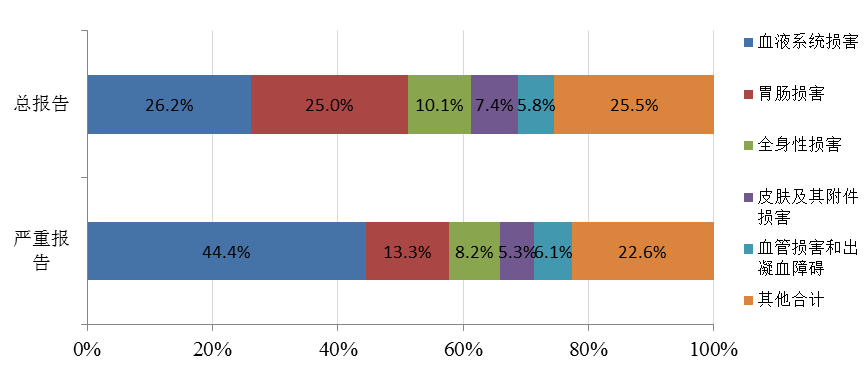 总报告
26.2%
25.0%
10.1%
7.4%
5.8%
25.5%
严重报
告
44.4%
13.3%
8.2%
5.3%
6.1%
22.6%
0%
20%
40%
60%
80%
100%
血液系统损害
胃肠损害
全身性损害
皮肤及其附件
损害
血管损害和出
凝血障碍
其他合计